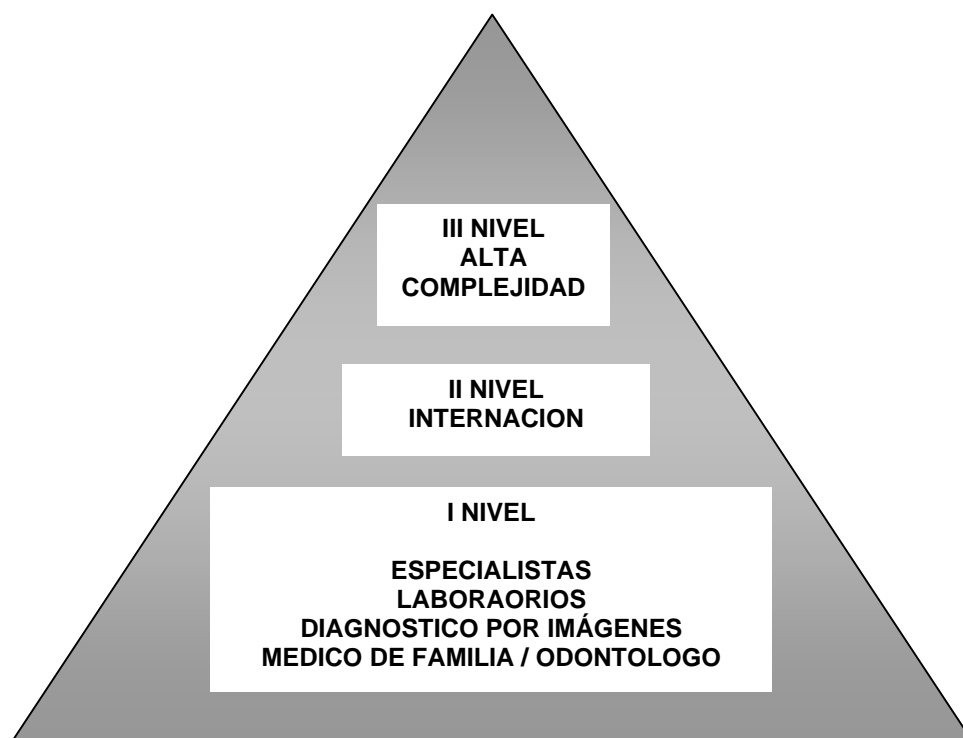 III NIVEL
ALTA
COMPLEJIDAD
II NIVEL
INTERNACION
I NIVEL
ESPECIALISTAS
LABORAORIOS
DIAGNOSTICO POR IMÁGENES
MEDICO DE FAMILIA / ODONTOLOGO